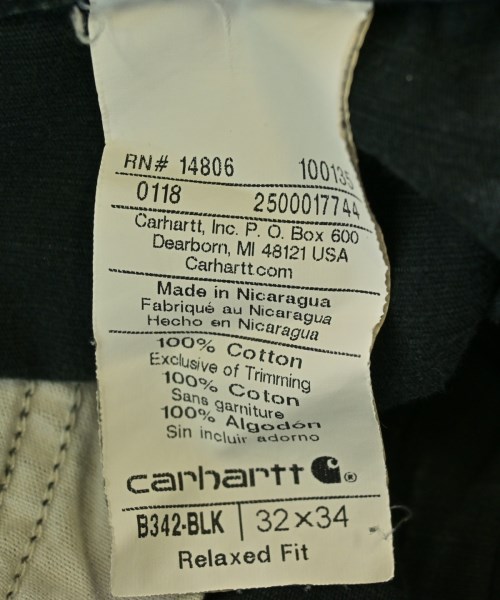 RN# 14806 100135
0118 2500017744
Carhartt, Inc. P. O. Box 600
Dearborn, MI 48121 USA
Carhartt.com
Made in Nicaragua
Fabriqué au Nicaragua
Hecho en Nicaragua
100% Cotton
Exclusive of Trimming
100% Coton
Sans garniture
100% Algodón
Sin incluir adorno
carhartt ®
B342-BLK | 32×34
Relaxed Fit